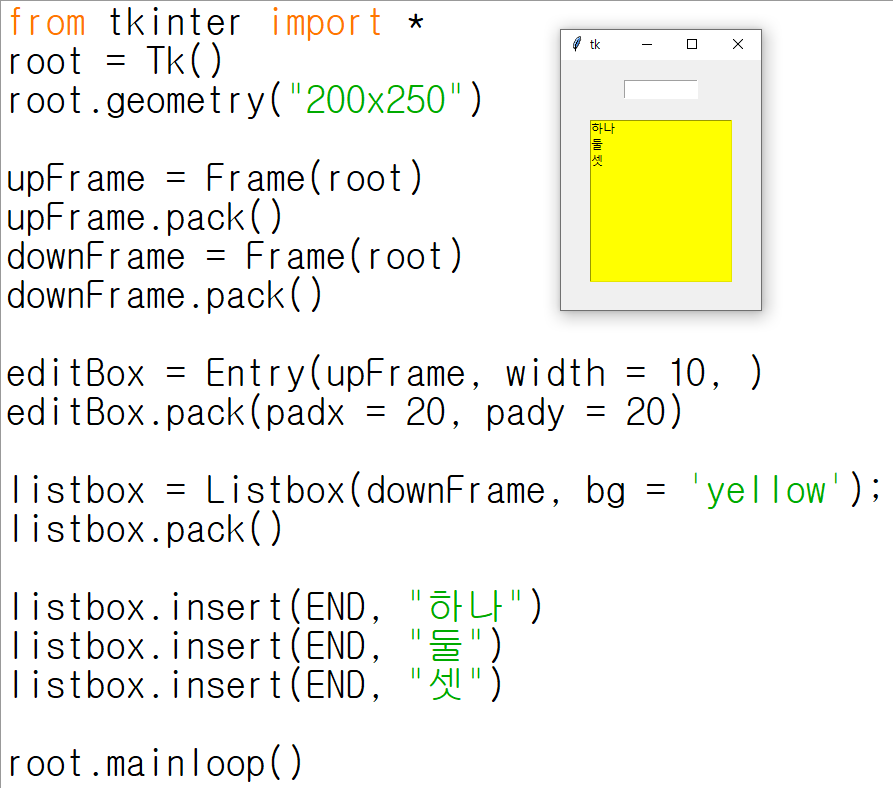 from tkinter import *
root = Tk()
root.geometry("200x250")
upFrame = Frame(root)
upFrame.pack()
downFrame = Frame(root)
downFrame.pack()
editBox = Entry(upFrame, width = 10, )
editBox.pack(padx = 20, pady = 20)
listbox = Listbox(downFrame, bg = 'yellow');
listbox.pack()
listbox.insert(END, "하나")
listbox.insert(END, "둘")
listbox.insert(END, "셋")
root.mainloop()
tk
하나
둘
셋